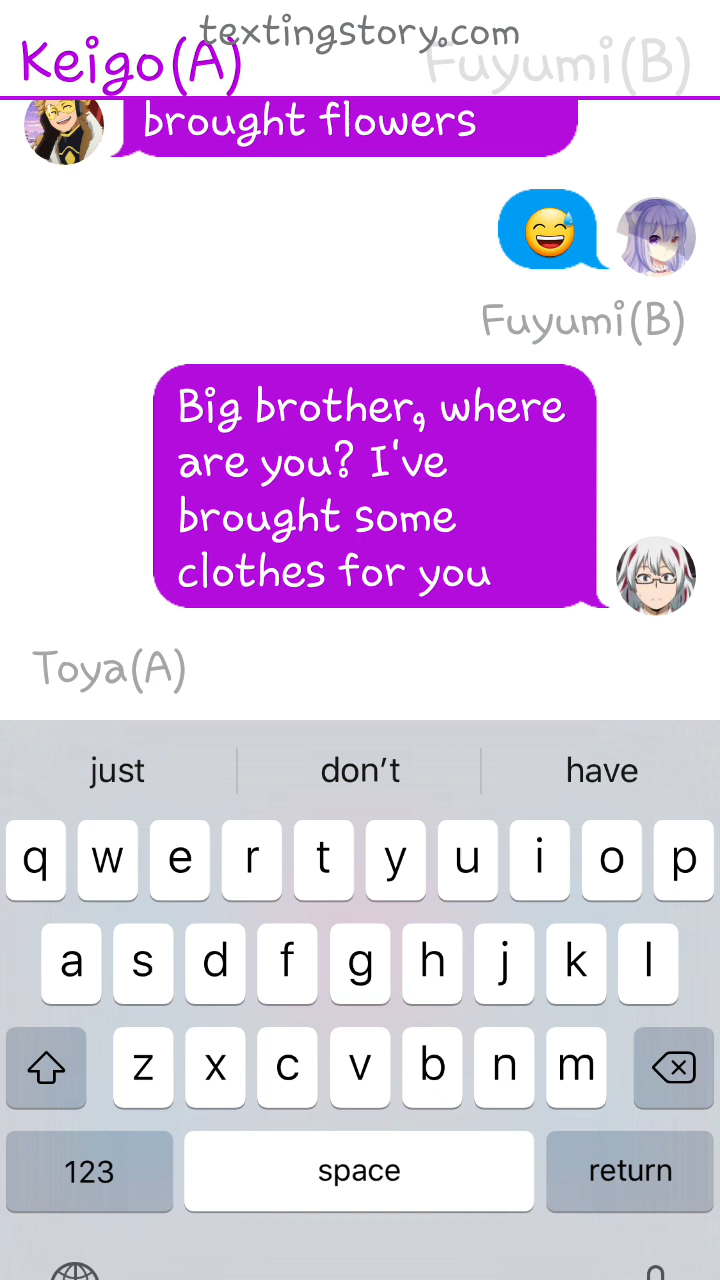 textingstory.com
Keigo(A)
Fuyumi(B)
brought flowers
Fuyumi(B)
Big brother, where
are you? I've
brought some
clothes for you
Toya(A)
just don't have
q w e r t y u i o p
a s d f g h j k l
z x c v b n m
123 space return